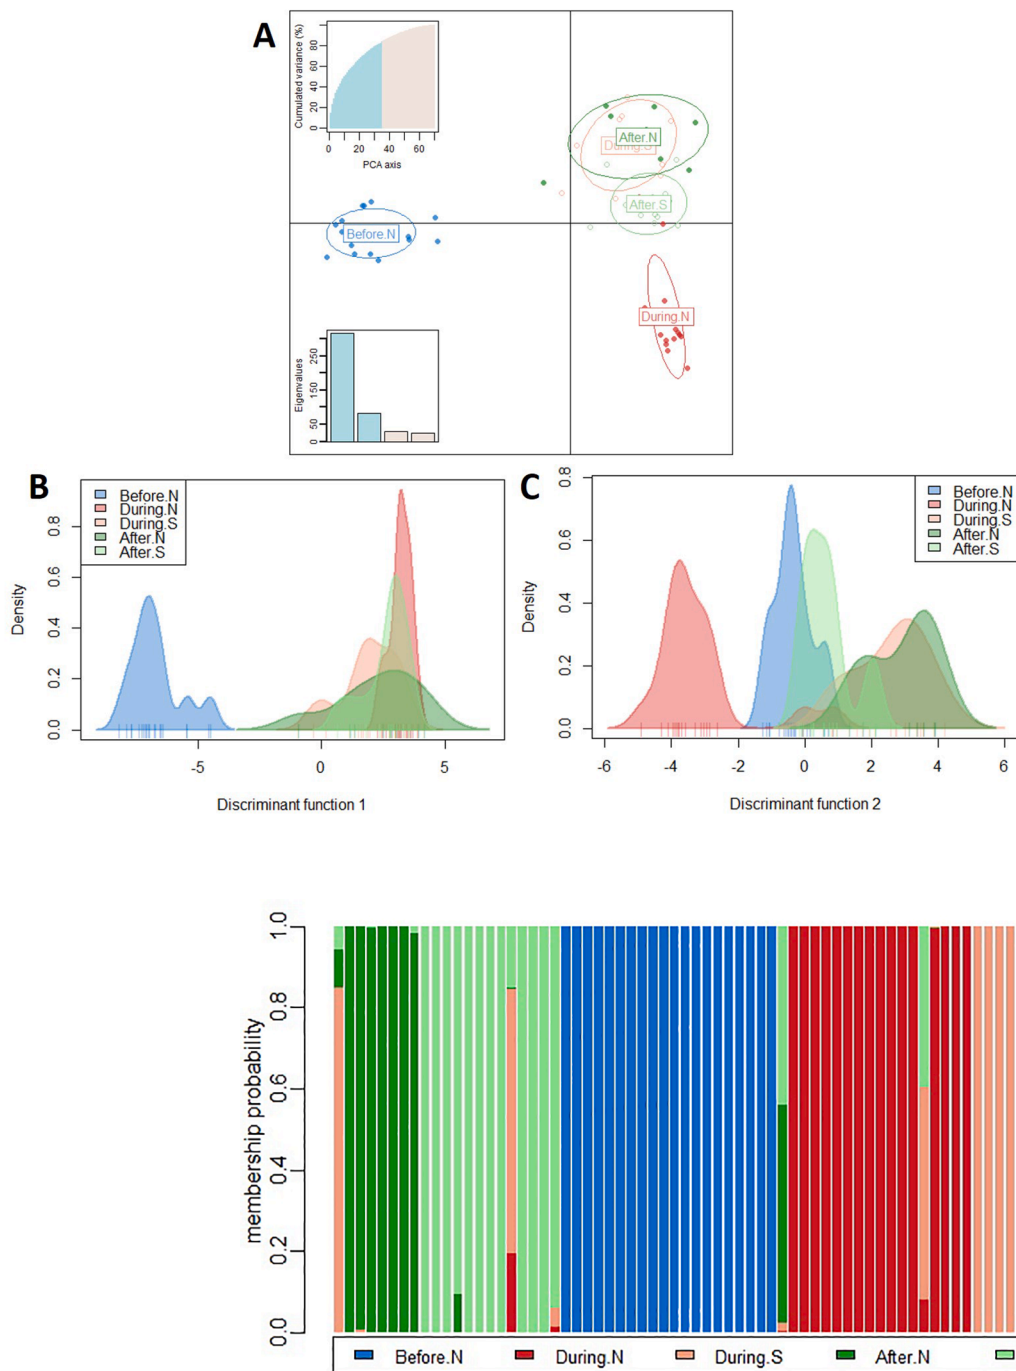 A
Cumulated variance (%)
0 20 40 60 80
0 20 40 60
PCA axis
After.N
During.S
After.S
Before.N
During.N
Eigenvalues
0 50 150 250
B
Before.N
During.N
During.S
After.N
After.S
Density
0.0 0.2 0.4 0.6 0.8
-5 0 5
Discriminant function 1
C
Before.N
During.N
During.S
After.N
After.S
Density
0.0 0.2 0.4 0.6 0.8
-6 -4 -2 0 2 4 6
Discriminant function 2
membership probability
0.0 0.2 0.4 0.6 0.8 1.0
Before.N During.N During.S After.N